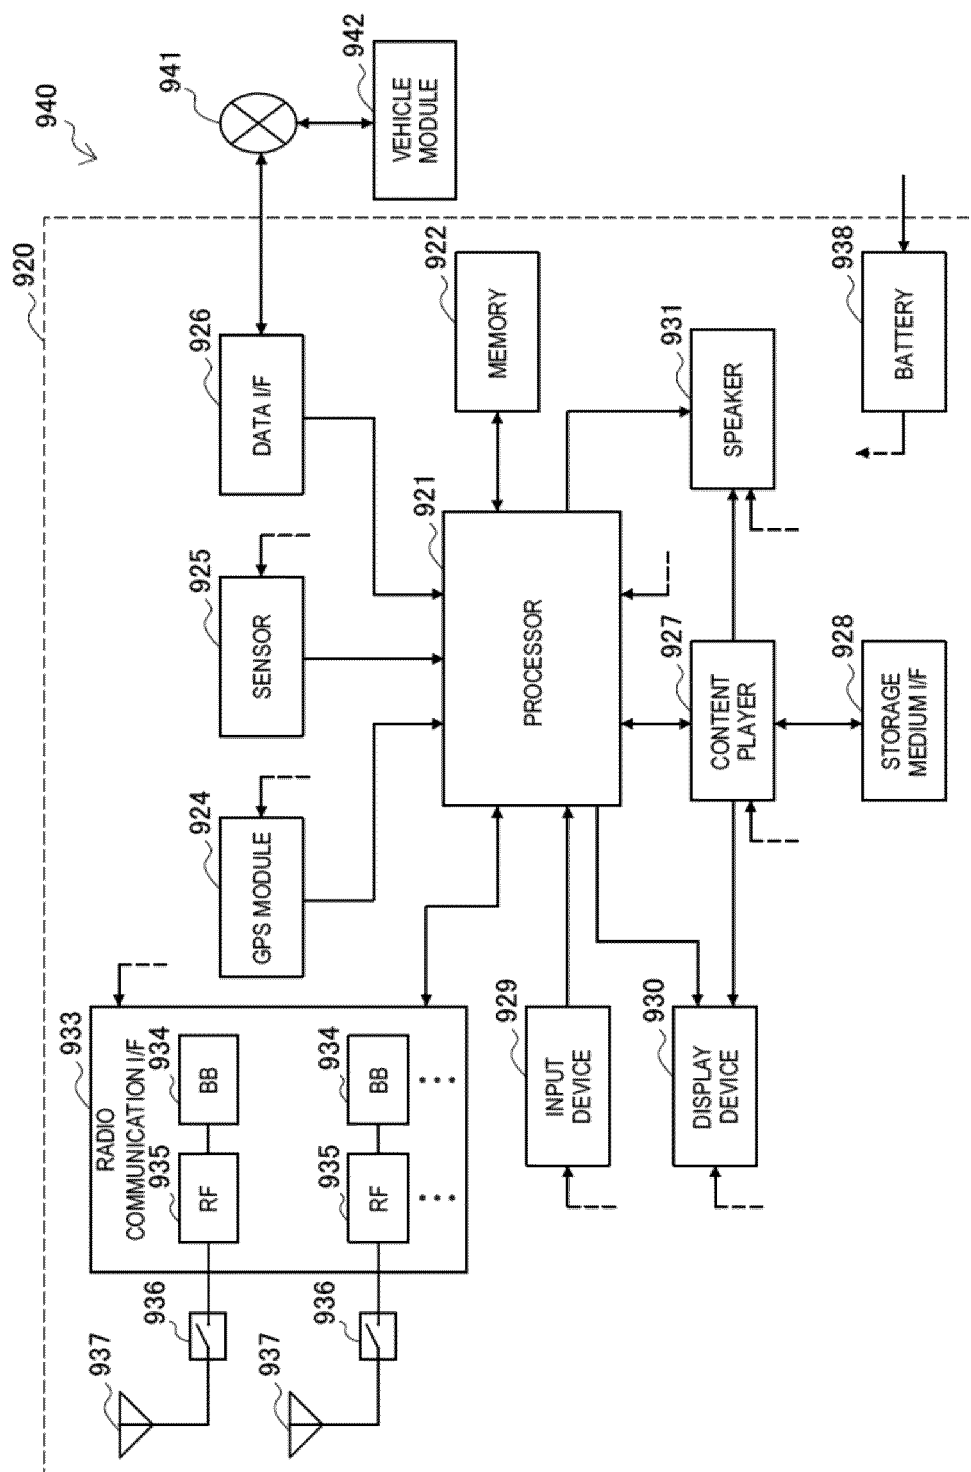 940
920
937
937
936
936
933
RADIO
COMMUNICATION I/F
935
RF
934
BB
935
RF
934
BB
924
GPS MODULE
925
SENSOR
926
DATA I/F
941
942
VEHICLE
MODULE
921
PROCESSOR
922
MEMORY
929
INPUT
DEVICE
930
DISPLAY
DEVICE
927
CONTENT
PLAYER
931
SPEAKER
928
STORAGE
MEDIUM I/F
938
BATTERY